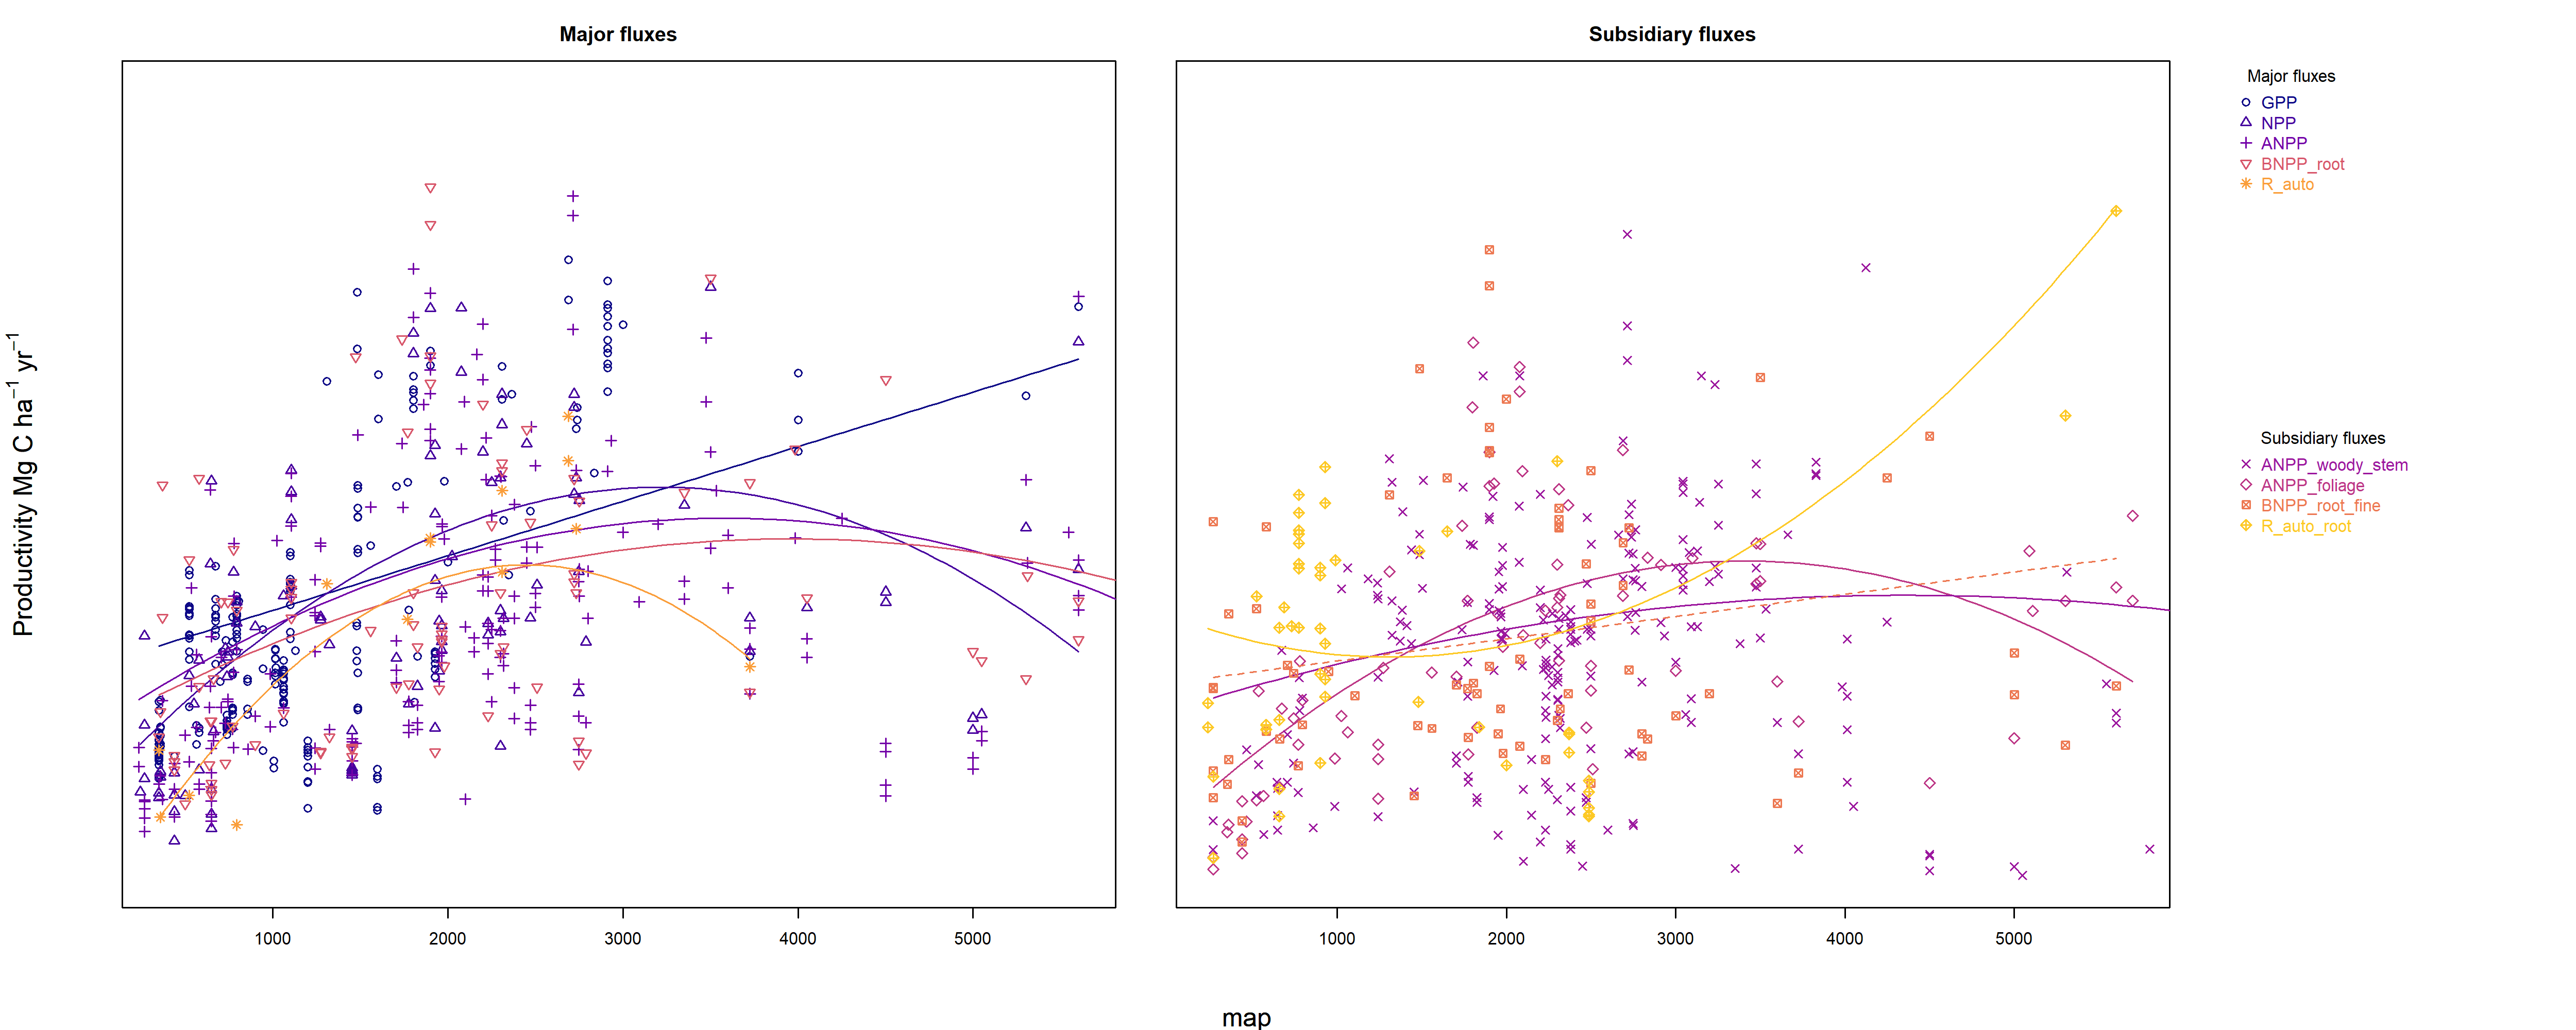 Major fluxes
Subsidiary fluxes
Productivity Mg C ha⁻¹ yr⁻¹
1000 2000 3000 4000 5000
1000 2000 3000 4000 5000
map
Major fluxes
GPP
NPP
ANPP
BNPP_root
R_auto
Subsidiary fluxes
ANPP_woody_stem
ANPP_foliage
BNPP_root_fine
R_auto_root